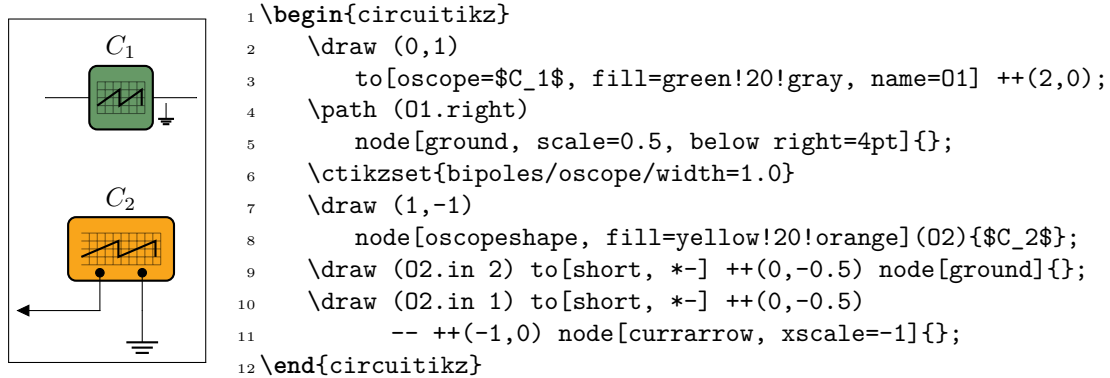 C₁
C₂
1 \begin{circuitikz}
2 \draw (0,1)
3 to[oscope=$C_1$, fill=green!20!gray, name=O1] ++(2,0);
4 \path (O1.right)
5 node[ground, scale=0.5, below right=4pt]{};
6 \ctikzset{bipoles/oscope/width=1.0}
7 \draw (1,-1)
8 node[oscopeshape, fill=yellow!20!orange](O2){$C_2$};
9 \draw (O2.in 2) to[short, *-] ++(0,-0.5) node[ground]{};
10 \draw (O2.in 1) to[short, *-] ++(0,-0.5)
11 -- ++(-1,0) node[currarrow, xscale=-1]{};
12 \end{circuitikz}